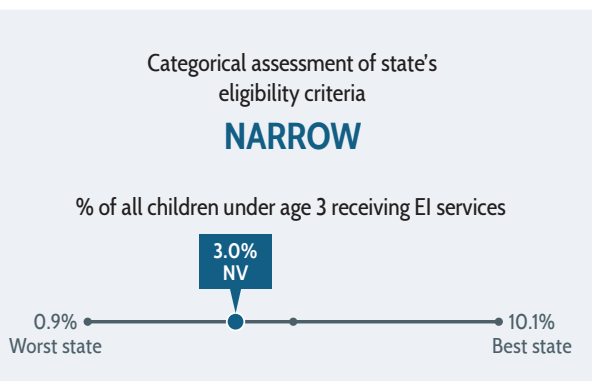 Categorical assessment of state’s
eligibility criteria
NARROW
% of all children under age 3 receiving EI services
3.0%
NV
0.9%
10.1%
Worst state
Best state